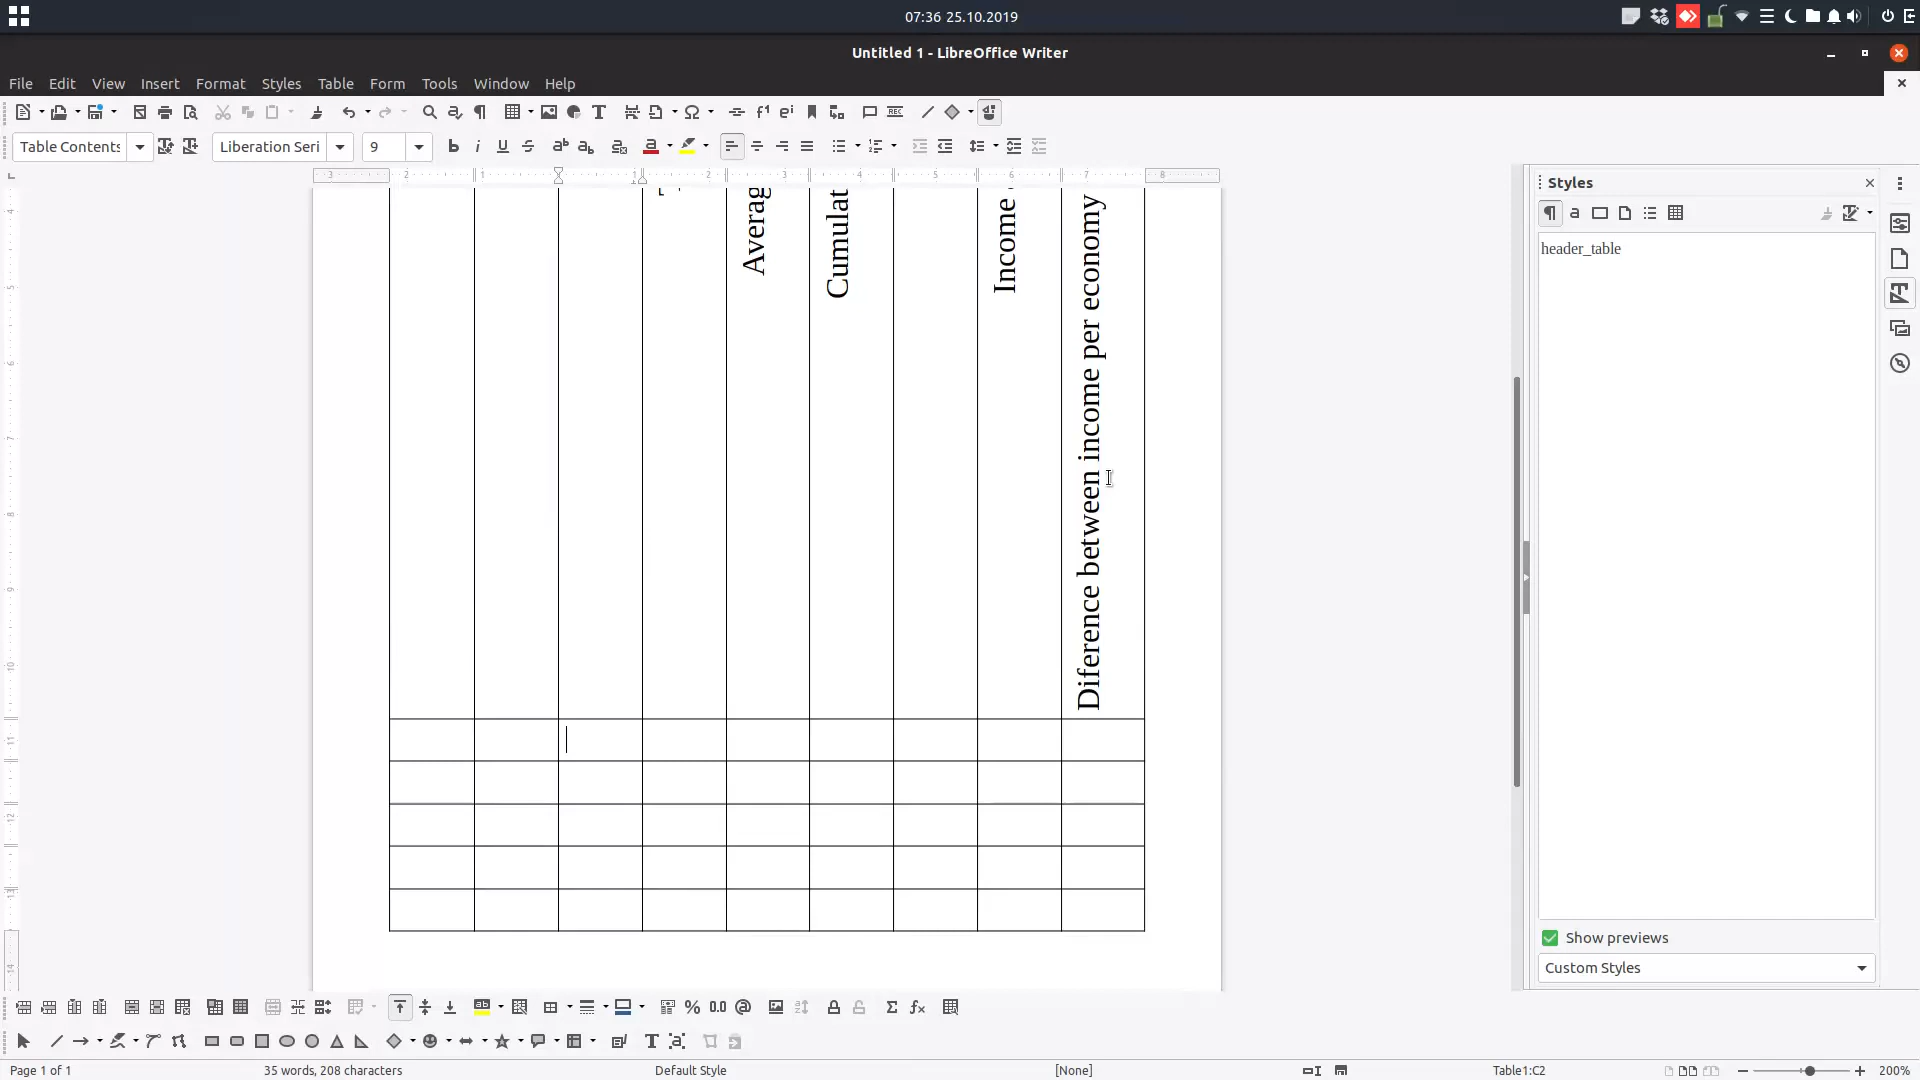 07:36 25.10.2019
Untitled 1 - LibreOffice Writer
File Edit View Insert Format Styles Table Form Tools Window Help
Table Contents
Liberation Seri
9
Styles
header_table
Averag
Cumulat
Income
Diference between income per economy
Show previews
Custom Styles
Page 1 of 1
35 words, 208 characters
Default Style
[None]
Table1:C2
200%